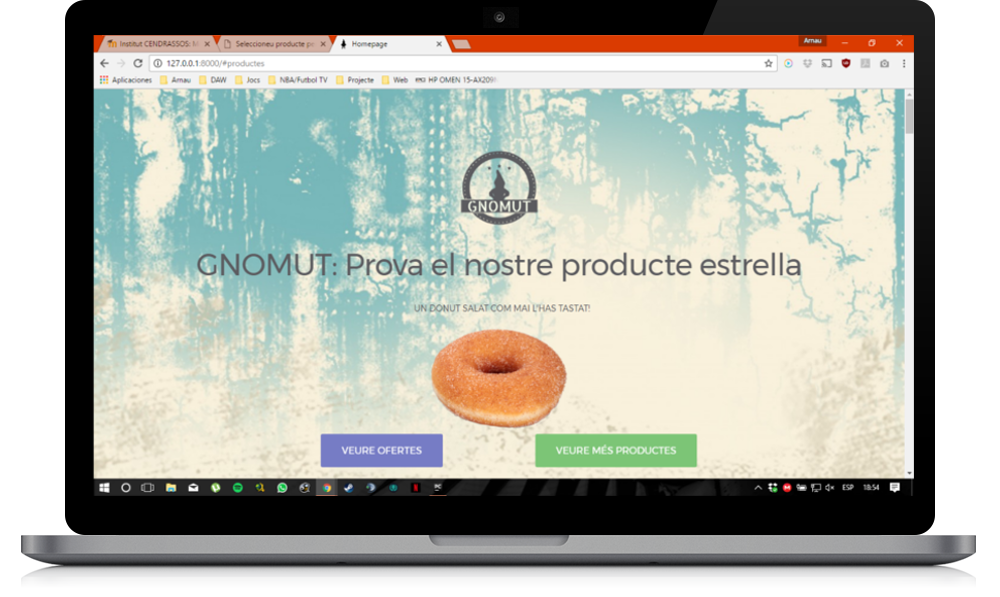 Institut CENDRASSOS:
Seleccioneu producte
Homepage
Arnau
127.0.0.1:8000/#productes
Aplicaciones Arnau DAW Jocs NBA/Futbol TV Projecte Web HP OMEN 15-AX209
GNOMUT
GNOMUT: Prova el nostre producte estrella
UN DONUT SALAT COM MAI L'HAS TASTAT!
VEURE OFERTES
VEURE MÉS PRODUCTES
ESP 18:54